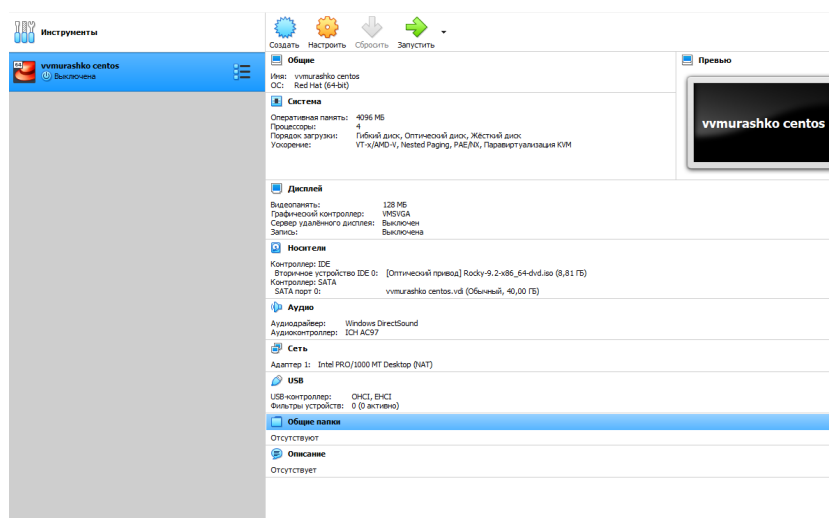 Инструменты
Создать Настроить Сбросить Запустить
64 vvmurashko centos
Выключена
Общие
Имя: vvmurashko centos
ОС: Red Hat (64-bit)
Превью
vvmurashko centos
Система
Оперативная память: 4096 МБ
Процессоры: 4
Порядок загрузки: Гибкий диск, Оптический диск, Жёсткий диск
Ускорение: VT-x/AMD-V, Nested Paging, PAE/NX, Паравиртуализация KVM
Дисплей
Видеопамять: 128 МБ
Графический контроллер: VMSVGA
Сервер удалённого дисплея: Выключен
Запись: Выключена
Носители
Контроллер: IDE
Вторичное устройство IDE 0: [Оптический привод] Rocky-9.2-x86_64-dvd.iso (8,81 ГБ)
Контроллер: SATA
SATA порт 0: vvmurashko centos.vdi (Обычный, 40,00 ГБ)
Аудио
Аудиодрайвер: Windows DirectSound
Аудиоконтроллер: ICH AC97
Сеть
Адаптер 1: Intel PRO/1000 MT Desktop (NAT)
USB
USB-контроллер: OHCI, EHCI
Фильтры устройств: 0 (0 активно)
Общие папки
Отсутствуют
Описание
Отсутствует